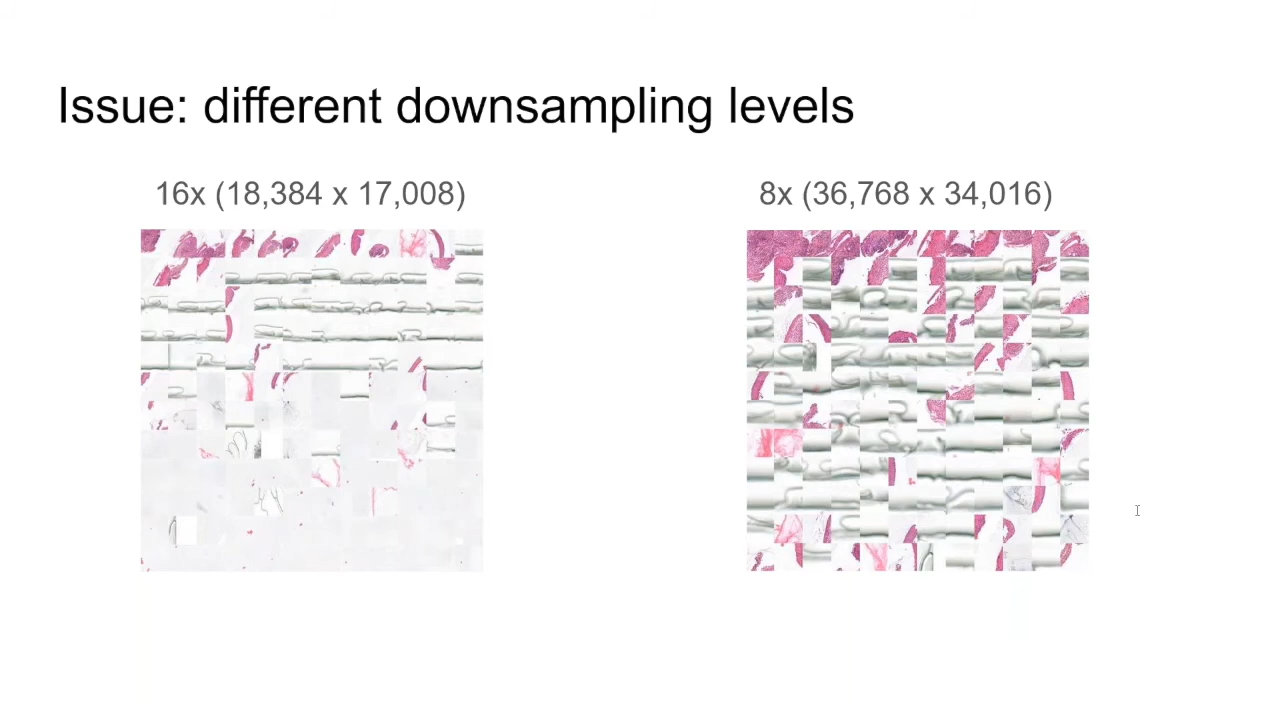 Issue: different downsampling levels
16x (18,384 x 17,008)
8x (36,768 x 34,016)